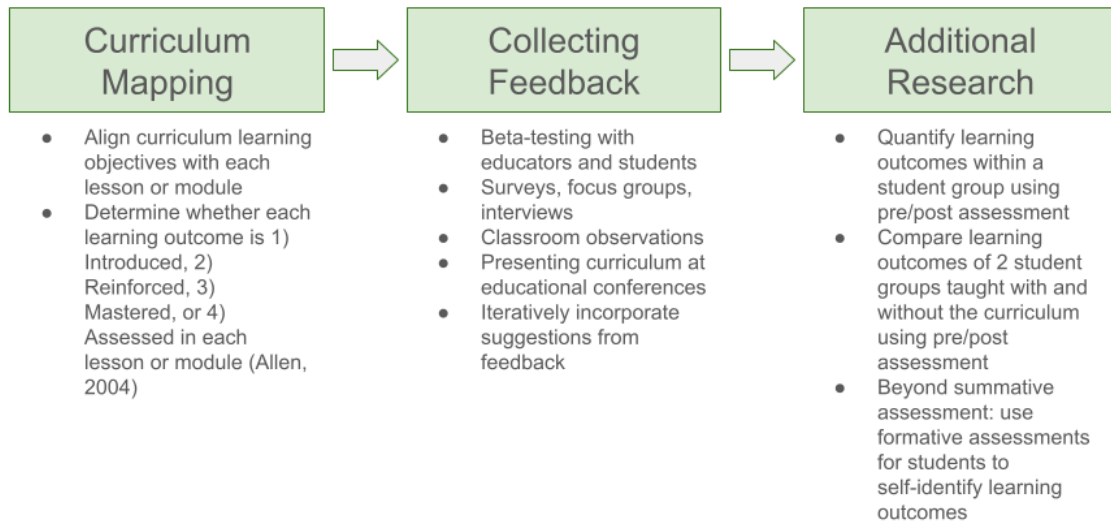 Curriculum
Mapping
● Align curriculum learning
objectives with each
lesson or module
● Determine whether each
learning outcome is 1)
Introduced, 2)
Reinforced, 3)
Mastered, or 4)
Assessed in each
lesson or module (Allen,
2004)
Collecting
Feedback
● Beta-testing with
educators and students
● Surveys, focus groups,
interviews
● Classroom observations
● Presenting curriculum at
educational conferences
● Iteratively incorporate
suggestions from
feedback
Additional
Research
● Quantify learning
outcomes within a
student group using
pre/post assessment
● Compare learning
outcomes of 2 student
groups taught with and
without the curriculum
using pre/post
assessment
● Beyond summative
assessment: use
formative assessments
for students to
self-identify learning
outcomes